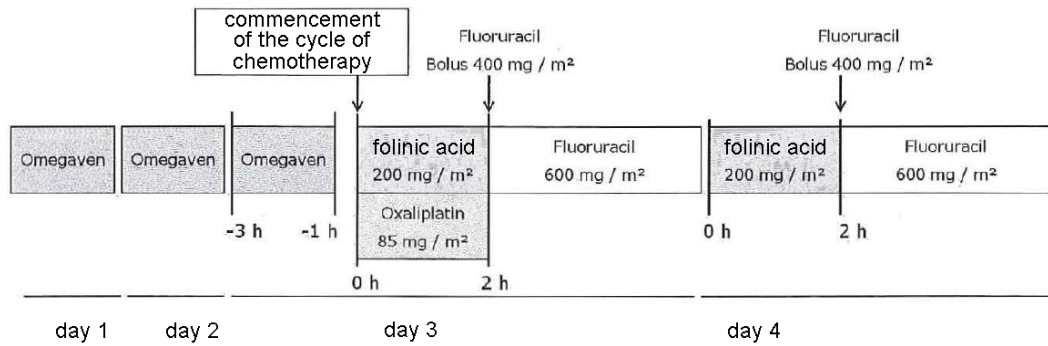 commencement
of the cycle of
chemotherapy
Fluoruracil
Bolus 400 mg / m²
Fluoruracil
Bolus 400 mg / m²
Omegaven
Omegaven
Omegaven
folinic acid
200 mg / m²
Fluoruracil
600 mg / m²
folinic acid
200 mg / m²
Fluoruracil
600 mg / m²
Oxaliplatin
85 mg / m²
-3 h
-1 h
0 h
2 h
0 h
2 h
day 1
day 2
day 3
day 4